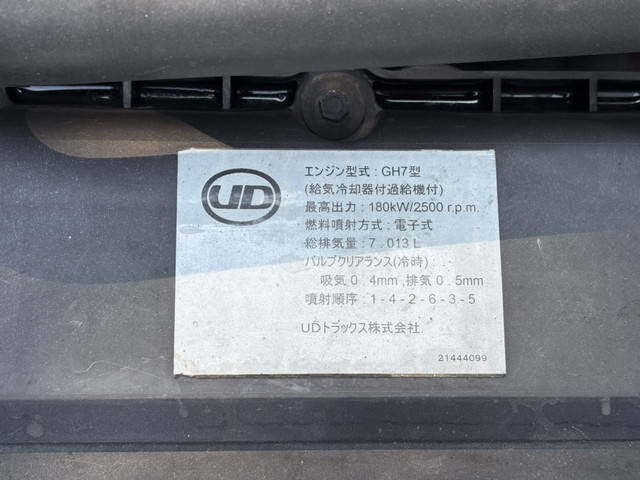 UD
エンジン型式 : GH7型
(給気冷却器付過給機付)
最高出力 : 180kW/2500 r.p.m.
燃料噴射方式 : 電子式
総排気量 : 7.013 L
バルブクリアランス(冷時) :
吸気 0.4mm ,排気 0.5mm
噴射順序 : 1-4-2-6-3-5
UDトラックス株式会社.
21444099